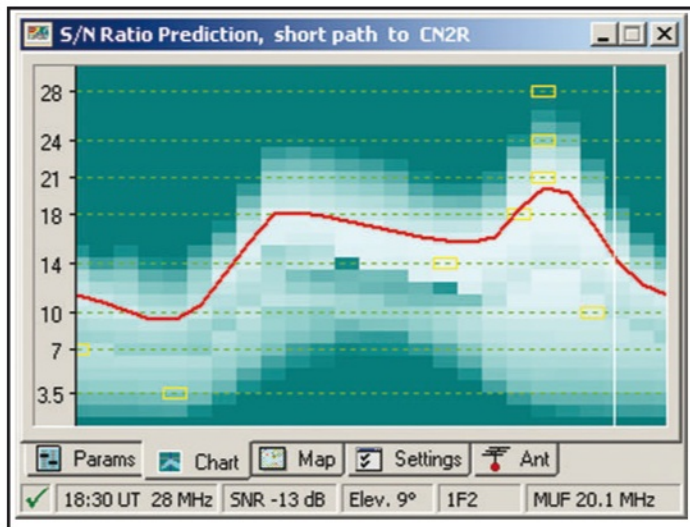 S/N Ratio Prediction, short path to CN2R
28
24
21
18
14
10
7
3.5
Params Chart Map Settings Ant
18:30 UT 28 MHz SNR -13 dB Elev. 9° 1F2 MUF 20.1 MHz